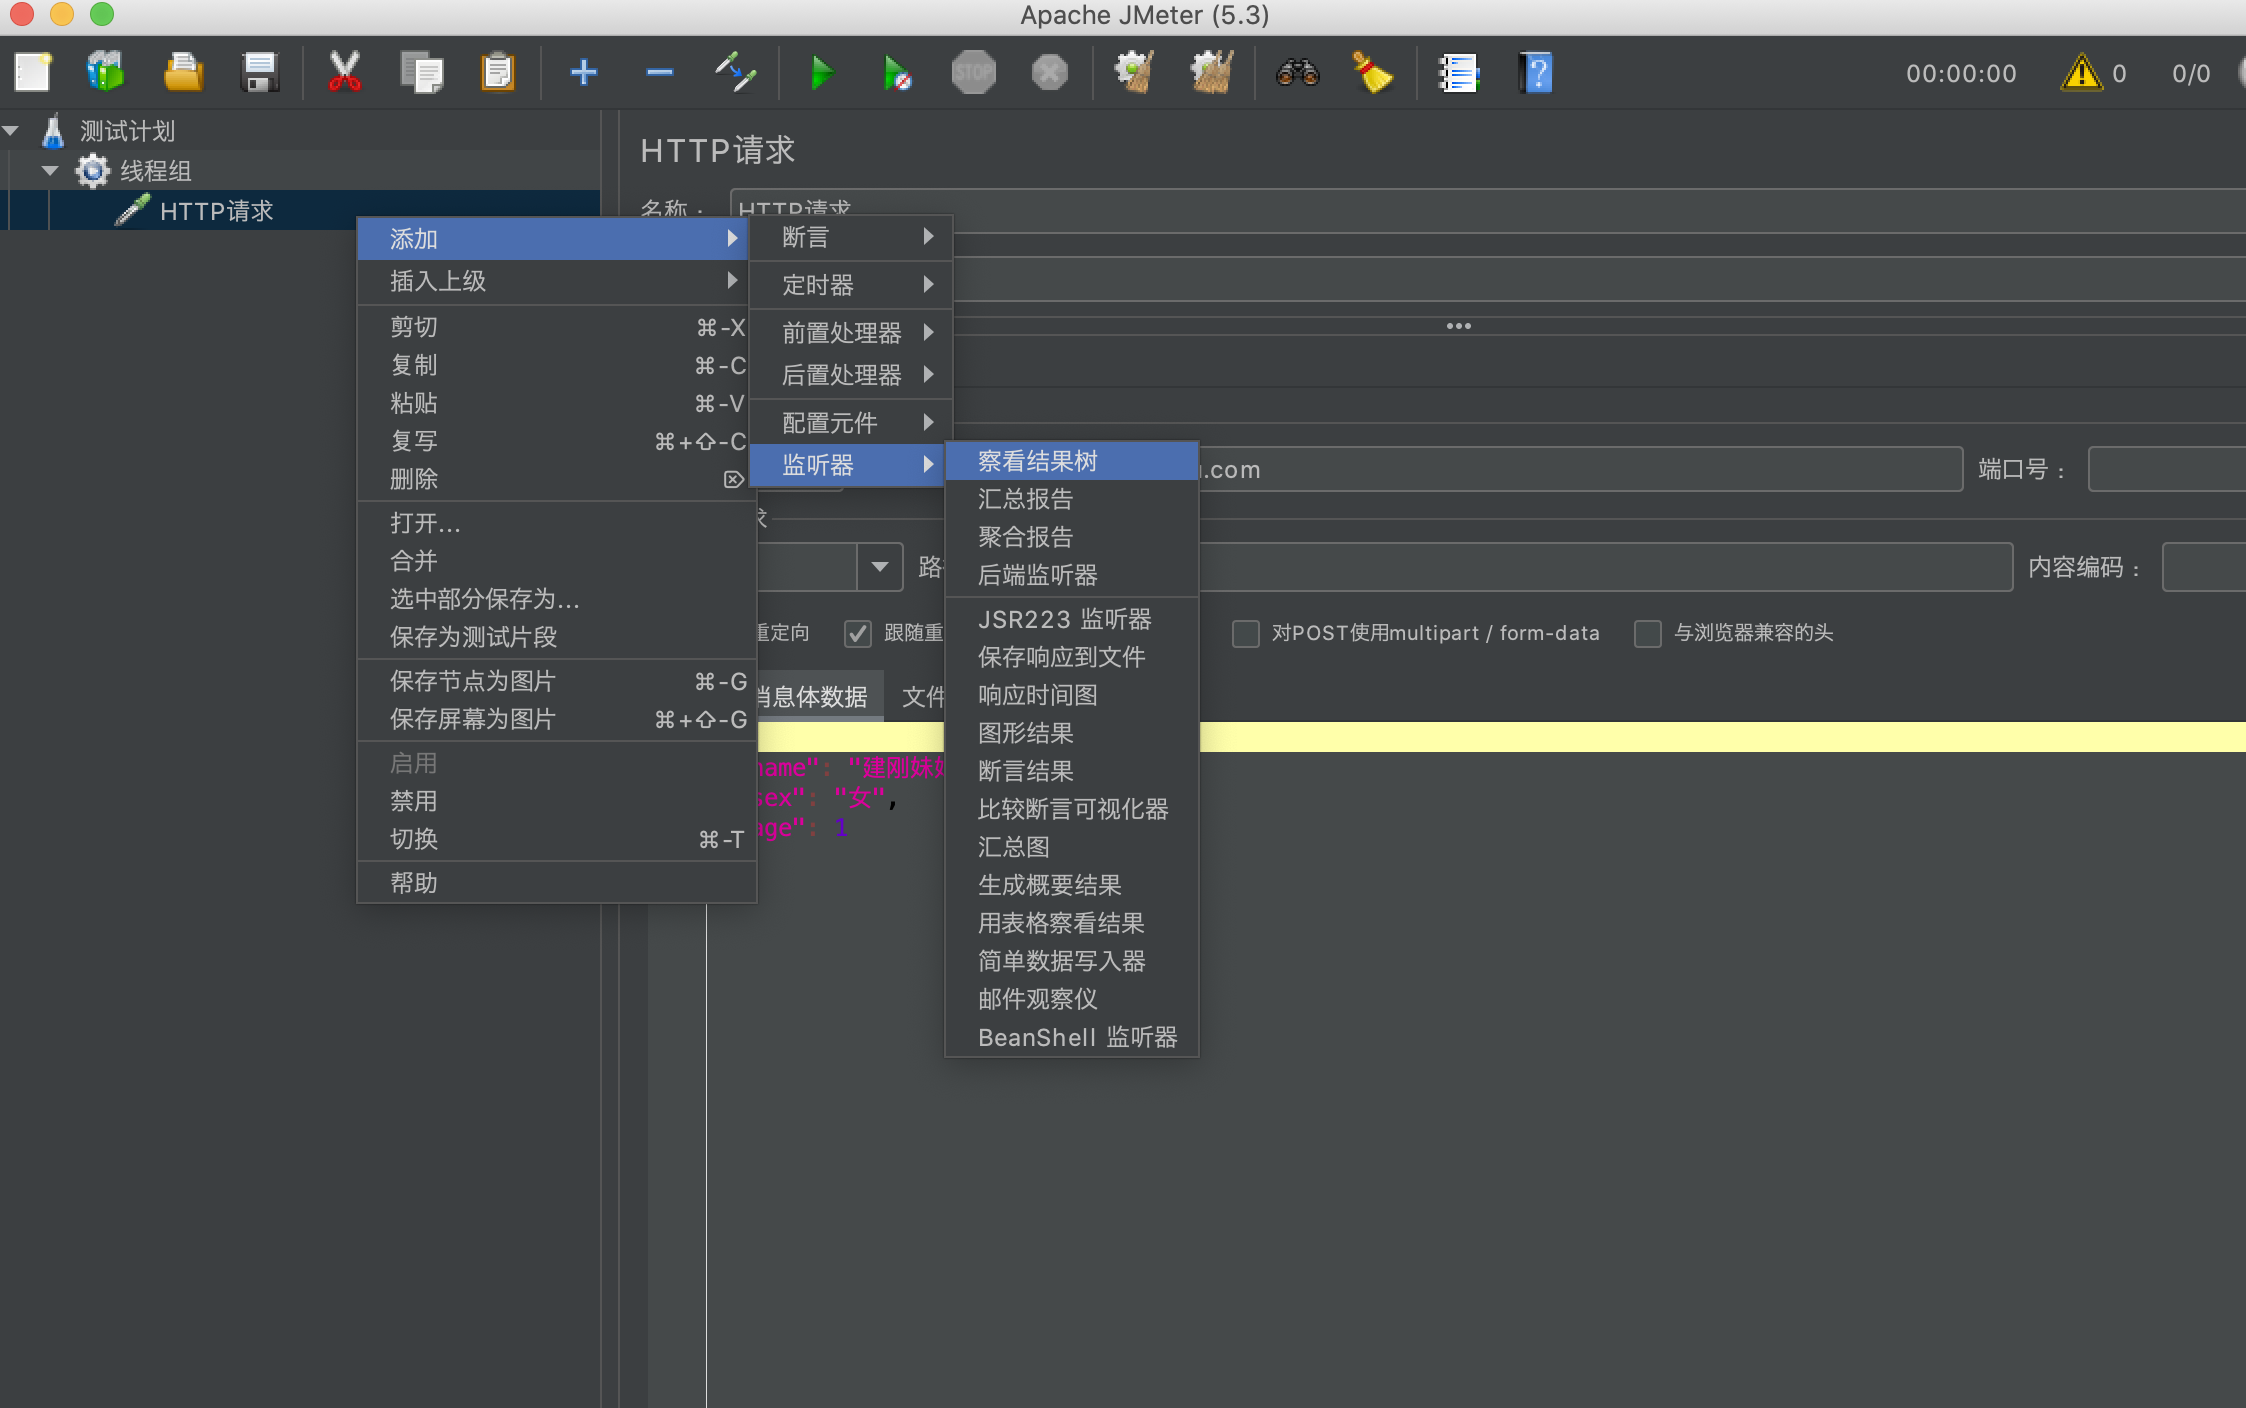 Apache JMeter (5.3)
STOP
00:00:00
0
0/0
测试计划
线程组
HTTP请求
HTTP请求
名称：
HTTP请求
添加
插入上级
剪切 ⌘-X
复制 ⌘-C
粘贴 ⌘-V
复写 ⌘+⇧-C
删除 ⌦
打开...
合并
选中部分保存为...
保存为测试片段
保存节点为图片 ⌘-G
保存屏幕为图片 ⌘+⇧-G
启用
禁用
切换 ⌘-T
帮助
断言
定时器
前置处理器
后置处理器
配置元件
监听器
察看结果树
汇总报告
聚合报告
后端监听器
JSR223 监听器
保存响应到文件
响应时间图
图形结果
断言结果
比较断言可视化器
汇总图
生成概要结果
用表格察看结果
简单数据写入器
邮件观察仪
BeanShell 监听器
.com
端口号：
求
路
内容编码：
重定向
跟随重
对POST使用multipart / form-data
与浏览器兼容的头
消息体数据
文件
name": "建刚妹
sex": "女",
age": 1